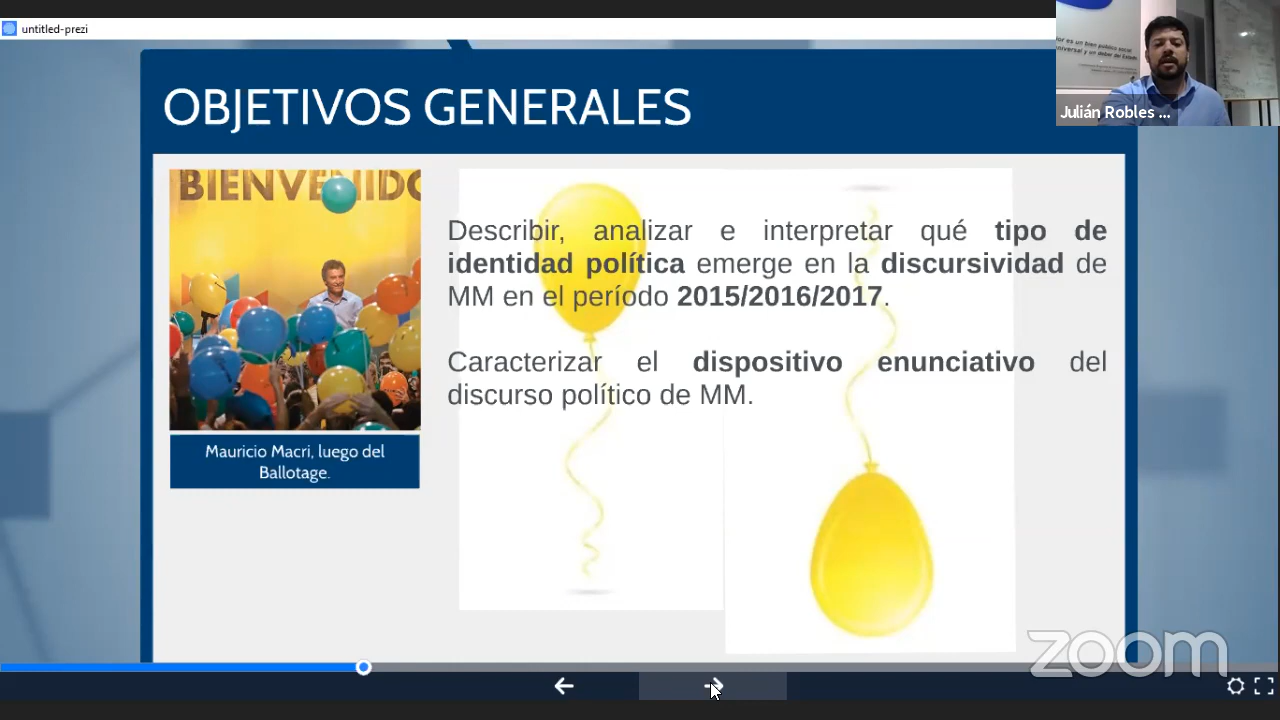 untitled-prezi
OBJETIVOS GENERALES
Julián Robles ...
BIENVENIDO
Describir, analizar e interpretar qué tipo de
identidad política emerge en la discursividad de
MM en el período 2015/2016/2017.
Caracterizar el dispositivo enunciativo del
discurso político de MM.
Mauricio Macri, luego del
Ballotage.
zoom